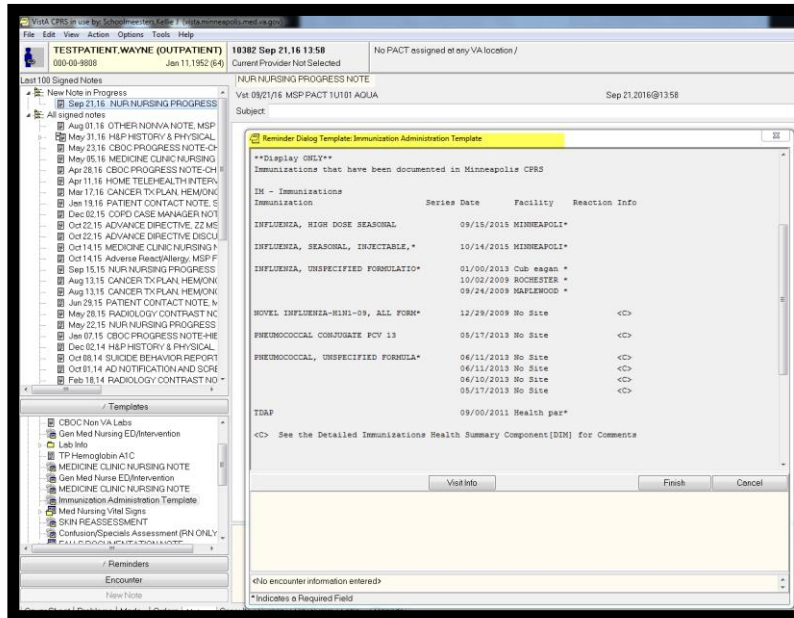 VistA CPRS in use by: Schoolmeesters,Kellie J (vista.minneapolis.med.va.gov)
File Edit View Action Options Tools Help
TESTPATIENT,WAYNE (OUTPATIENT)
000-00-9808 Jan 11,1952 (64)
10382 Sep 21,16 13:58
Current Provider Not Selected
No PACT assigned at any VA location /
Last 100 Signed Notes
New Note in Progress
Sep 21,16 NUR NURSING PROGRESS
All signed notes
Aug 01,16 OTHER NONVA NOTE, MSP
May 31,16 H&P HISTORY & PHYSICAL
May 23,16 CBOC PROGRESS NOTE-CH
May 05,16 MEDICINE CLINIC NURSING
Apr 28,16 CBOC PROGRESS NOTE-CH
Apr 11,16 HOME TELEHEALTH INTERV
Mar 17,16 CANCER TX PLAN, HEM/ONC
Jan 19,16 PATIENT CONTACT NOTE, S
Dec 02,15 COPD CASE MANAGER NOT
Oct 22,15 ADVANCE DIRECTIVE, ZZ MS
Oct 22,15 ADVANCE DIRECTIVE DISCU
Oct 14,15 MEDICINE CLINIC NURSING N
Oct 14,15 Adverse React/Allergy, MSP F
Sep 15,15 NUR NURSING PROGRESS
Aug 13,15 CANCER TX PLAN, HEM/ONC
Aug 13,15 CANCER TX PLAN, HEM/ONC
Jun 29,15 PATIENT CONTACT NOTE, M
May 28,15 RADIOLOGY CONTRAST NC
May 22,15 NUR NURSING PROGRESS
Jan 07,15 CBOC PROGRESS NOTE-HIE
Dec 02,14 H&P HISTORY & PHYSICAL
Oct 08,14 SUICIDE BEHAVIOR REPORT
Oct 01,14 AD NOTIFICATION AND SCRE
Feb 18,14 RADIOLOGY CONTRAST NO
/ Templates
CBOC Non VA Labs
Gen Med Nursing ED/Intervention
Lab Info
TP Hemoglobin A1C
MEDICINE CLINIC NURSING NOTE
Gen Med Nurse ED/Intervention
MEDICINE CLINIC NURSING NOTE
Immunization Administration Template
Med Nursing Vital Signs
SKIN REASSESSMENT
Confusion/Specials Assessment (RN ONLY
/ Reminders
Encounter
New Note
NUR NURSING PROGRESS NOTE
Vst: 09/21/16 MSP PACT 1U101 AQUA Sep 21,2016@13:58
Subject:
Reminder Dialog Template: Immunization Administration Template
**Display ONLY**
Immunizations that have been documented in Minneapolis CPRS
IM - Immunizations
Immunization Series Date Facility Reaction Info
INFLUENZA, HIGH DOSE SEASONAL 09/15/2015 MINNEAPOLI*
INFLUENZA, SEASONAL, INJECTABLE,* 10/14/2015 MINNEAPOLI*
INFLUENZA, UNSPECIFIED FORMULATIO* 01/00/2013 Cub eagan *
10/02/2009 ROCHESTER *
09/24/2009 MAPLEWOOD *
NOVEL INFLUENZA-H1N1-09, ALL FORM* 12/29/2009 No Site <C>
PNEUMOCOCCAL CONJUGATE PCV 13 05/17/2013 No Site <C>
PNEUMOCOCCAL, UNSPECIFIED FORMULA* 06/11/2013 No Site <C>
06/11/2013 No Site <C>
06/10/2013 No Site <C>
05/17/2013 No Site <C>
TDAP 09/00/2011 Health par*
<C> See the Detailed Immunizations Health Summary Component[DIM] for Comments
Visit Info Finish Cancel
<No encounter information entered>
* Indicates a Required Field